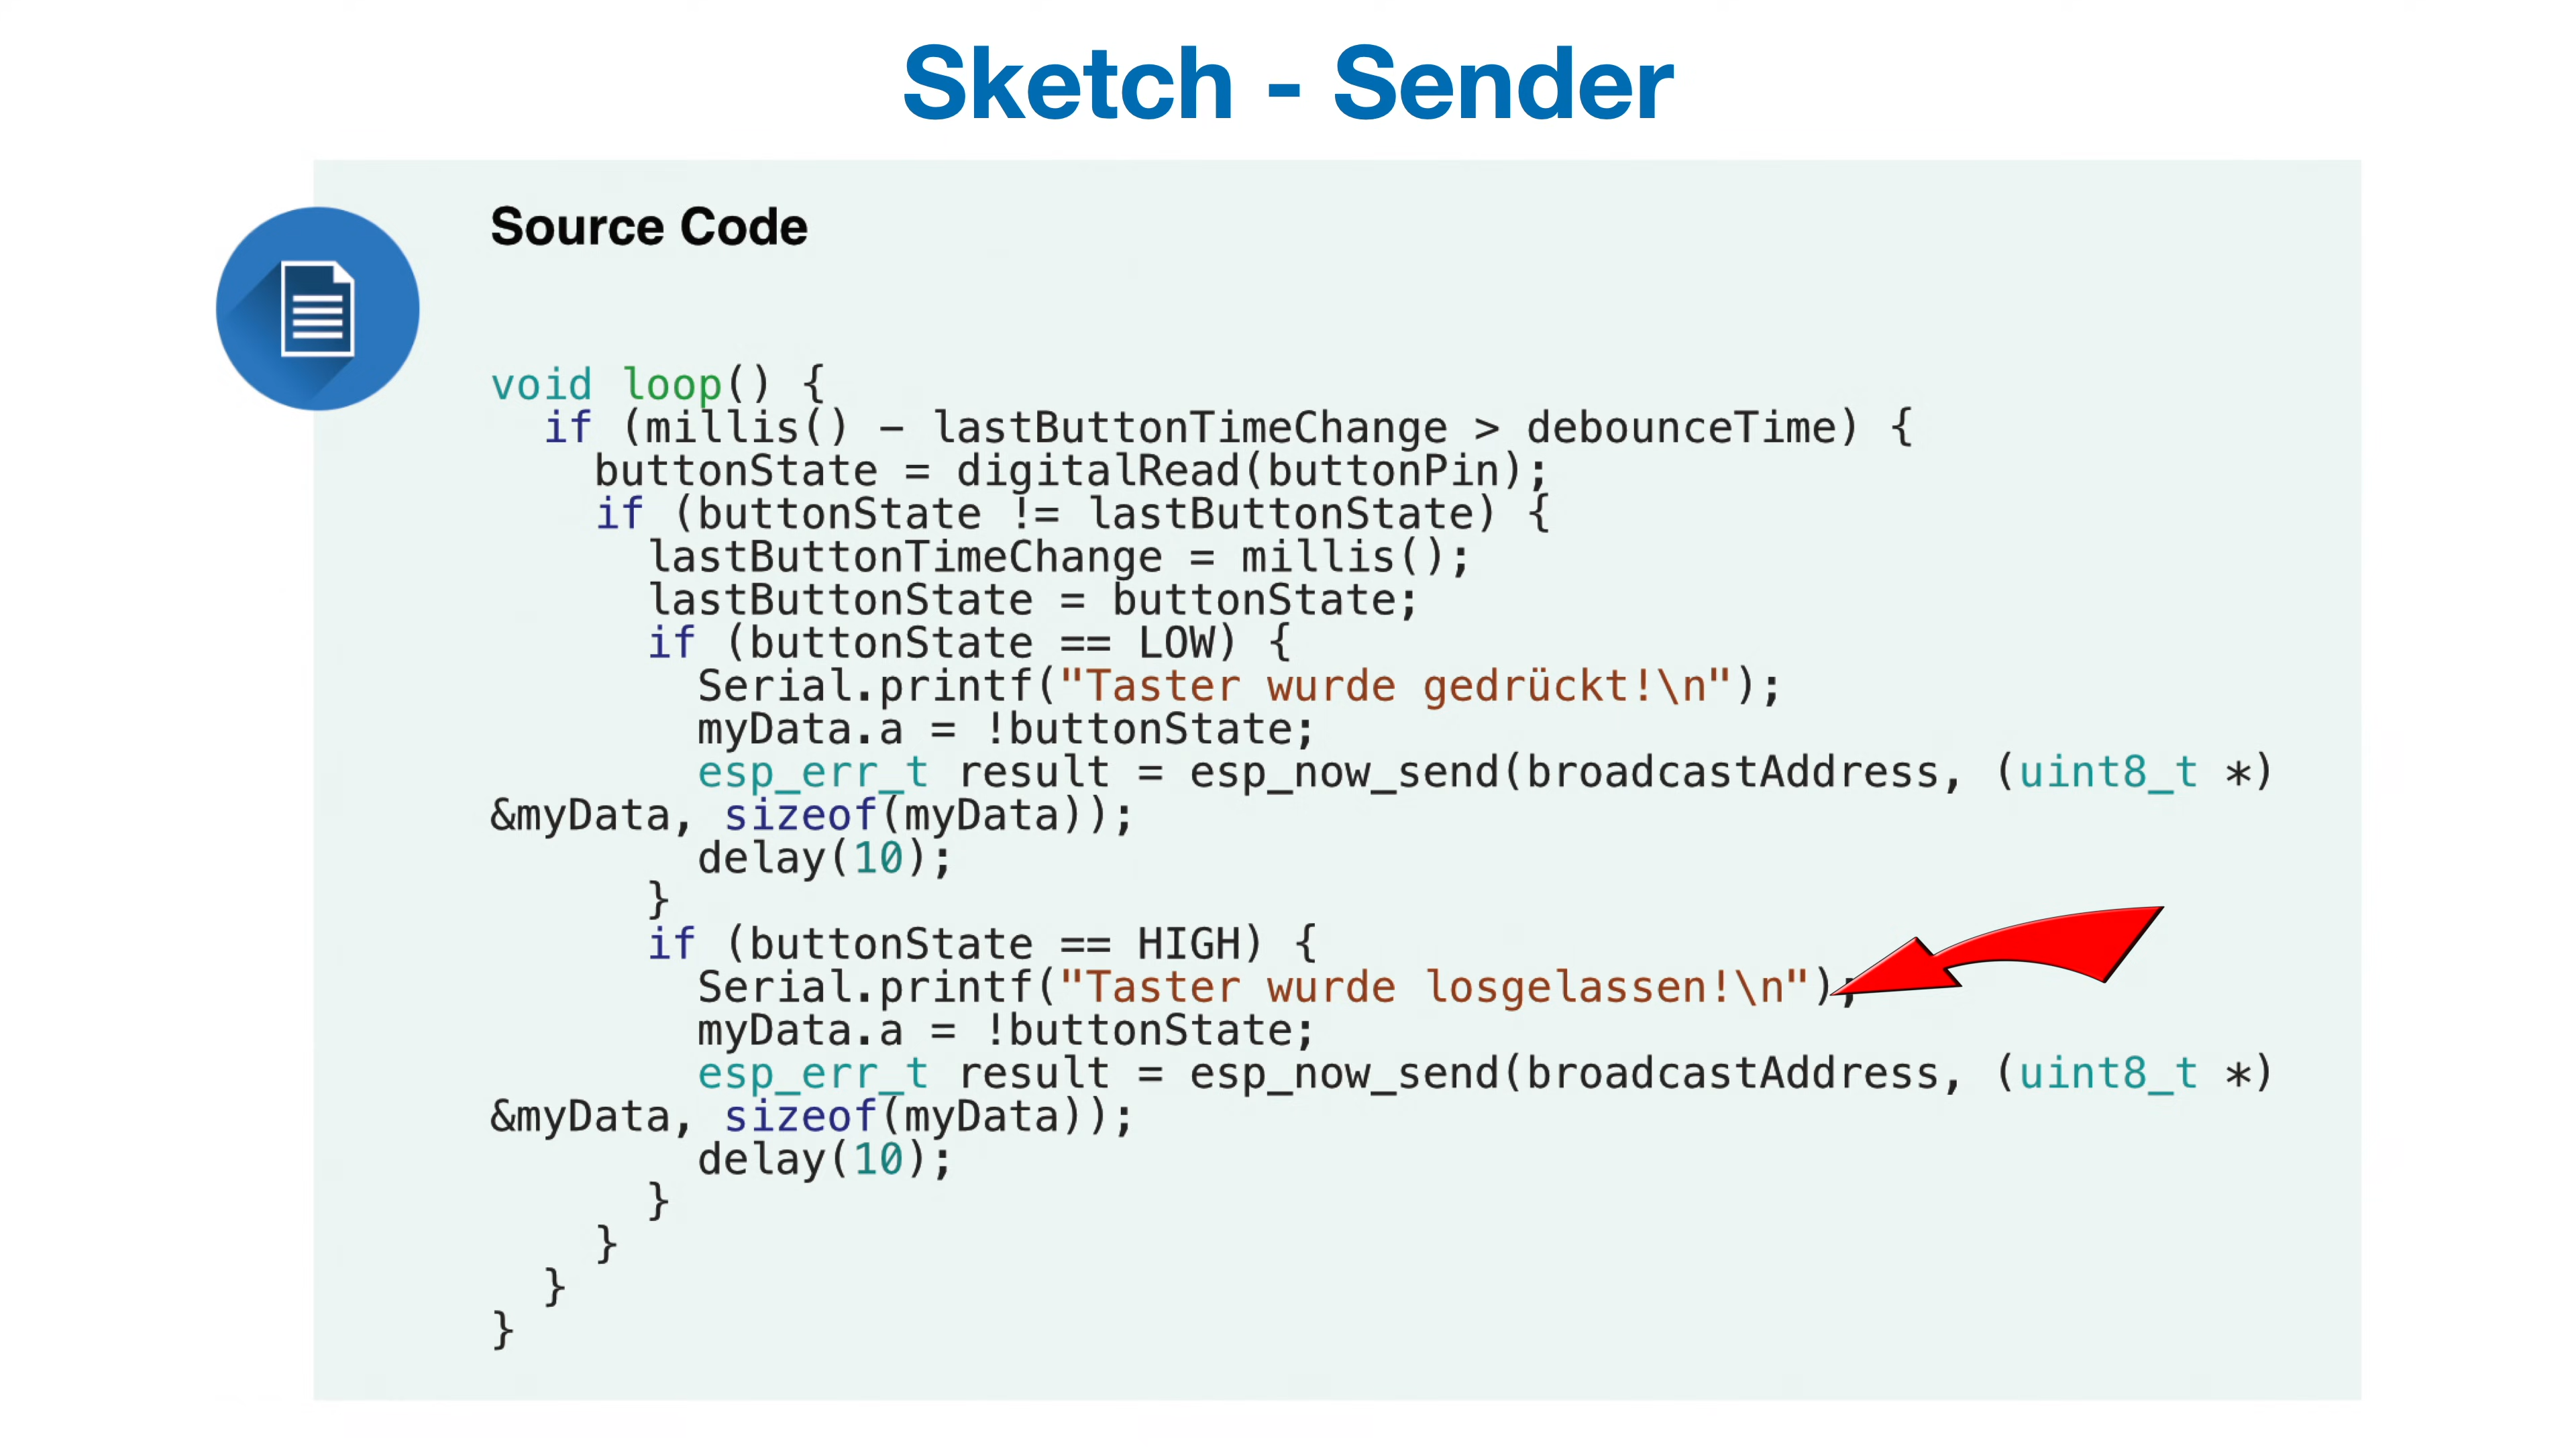 Sketch - Sender
Source Code
void loop() {
  if (millis() - lastButtonTimeChange > debounceTime) {
    buttonState = digitalRead(buttonPin);
    if (buttonState != lastButtonState) {
      lastButtonTimeChange = millis();
      lastButtonState = buttonState;
      if (buttonState == LOW) {
        Serial.printf("Taster wurde gedrückt!\n");
        myData.a = !buttonState;
        esp_err_t result = esp_now_send(broadcastAddress, (uint8_t *)
&myData, sizeof(myData));
        delay(10);
      }
      if (buttonState == HIGH) {
        Serial.printf("Taster wurde losgelassen!\n");
        myData.a = !buttonState;
        esp_err_t result = esp_now_send(broadcastAddress, (uint8_t *)
&myData, sizeof(myData));
        delay(10);
      }
    }
  }
}